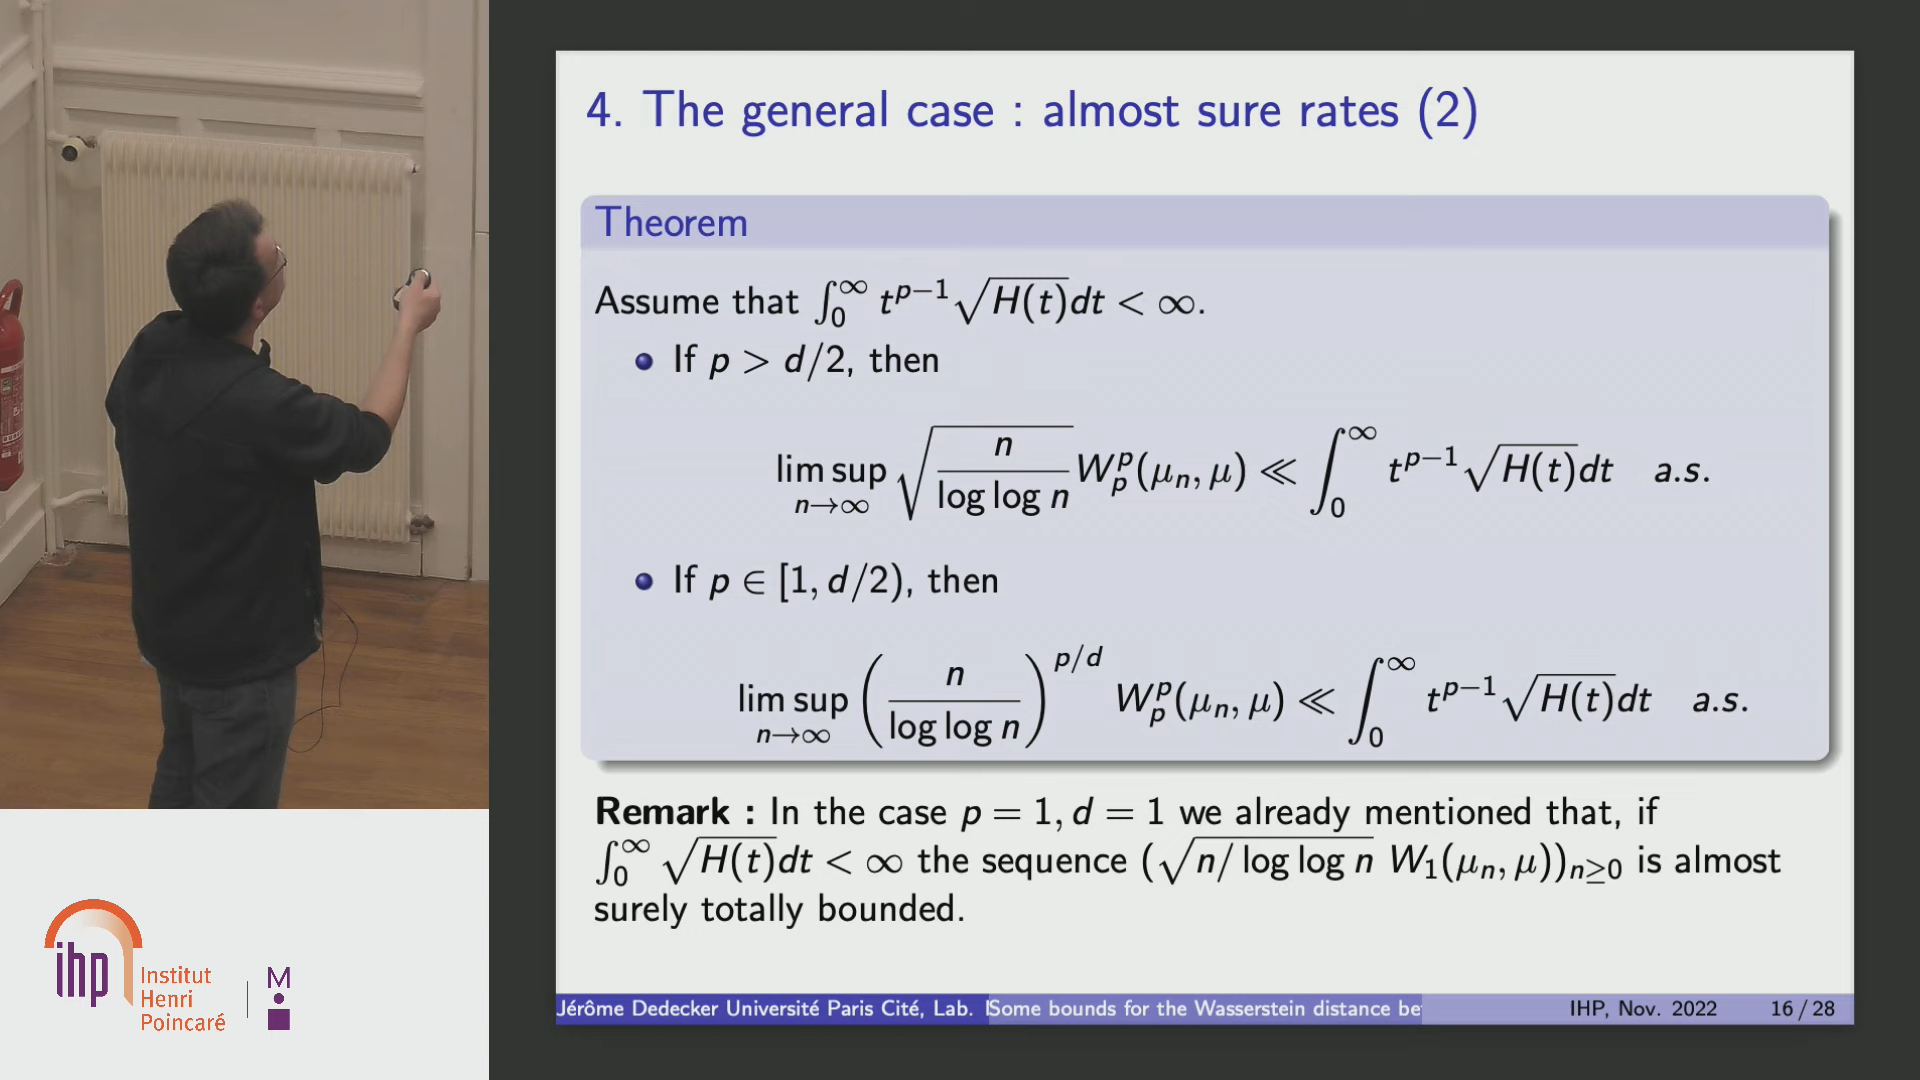 4. The general case : almost sure rates (2)
Theorem
Assume that ∫₀^∞ t^{p−1}√H(t)dt < ∞.
If p > d/2, then
lim sup_{n→∞} √(n / log log n) W_p^p(μ_n, μ) ≪ ∫₀^∞ t^{p−1}√H(t)dt a.s.
If p ∈ [1, d/2), then
lim sup_{n→∞} (n / log log n)^{p/d} W_p^p(μ_n, μ) ≪ ∫₀^∞ t^{p−1}√H(t)dt a.s.
Remark : In the case p = 1, d = 1 we already mentioned that, if
∫₀^∞ √H(t)dt < ∞ the sequence (√n/ log log n W₁(μ_n, μ))_{n≥0} is almost
surely totally bounded.
Jérôme Dedecker Université Paris Cité, Lab. Some bounds for the Wasserstein distance be IHP, Nov. 2022 16 / 28
ihp
Institut
Henri
Poincaré
M